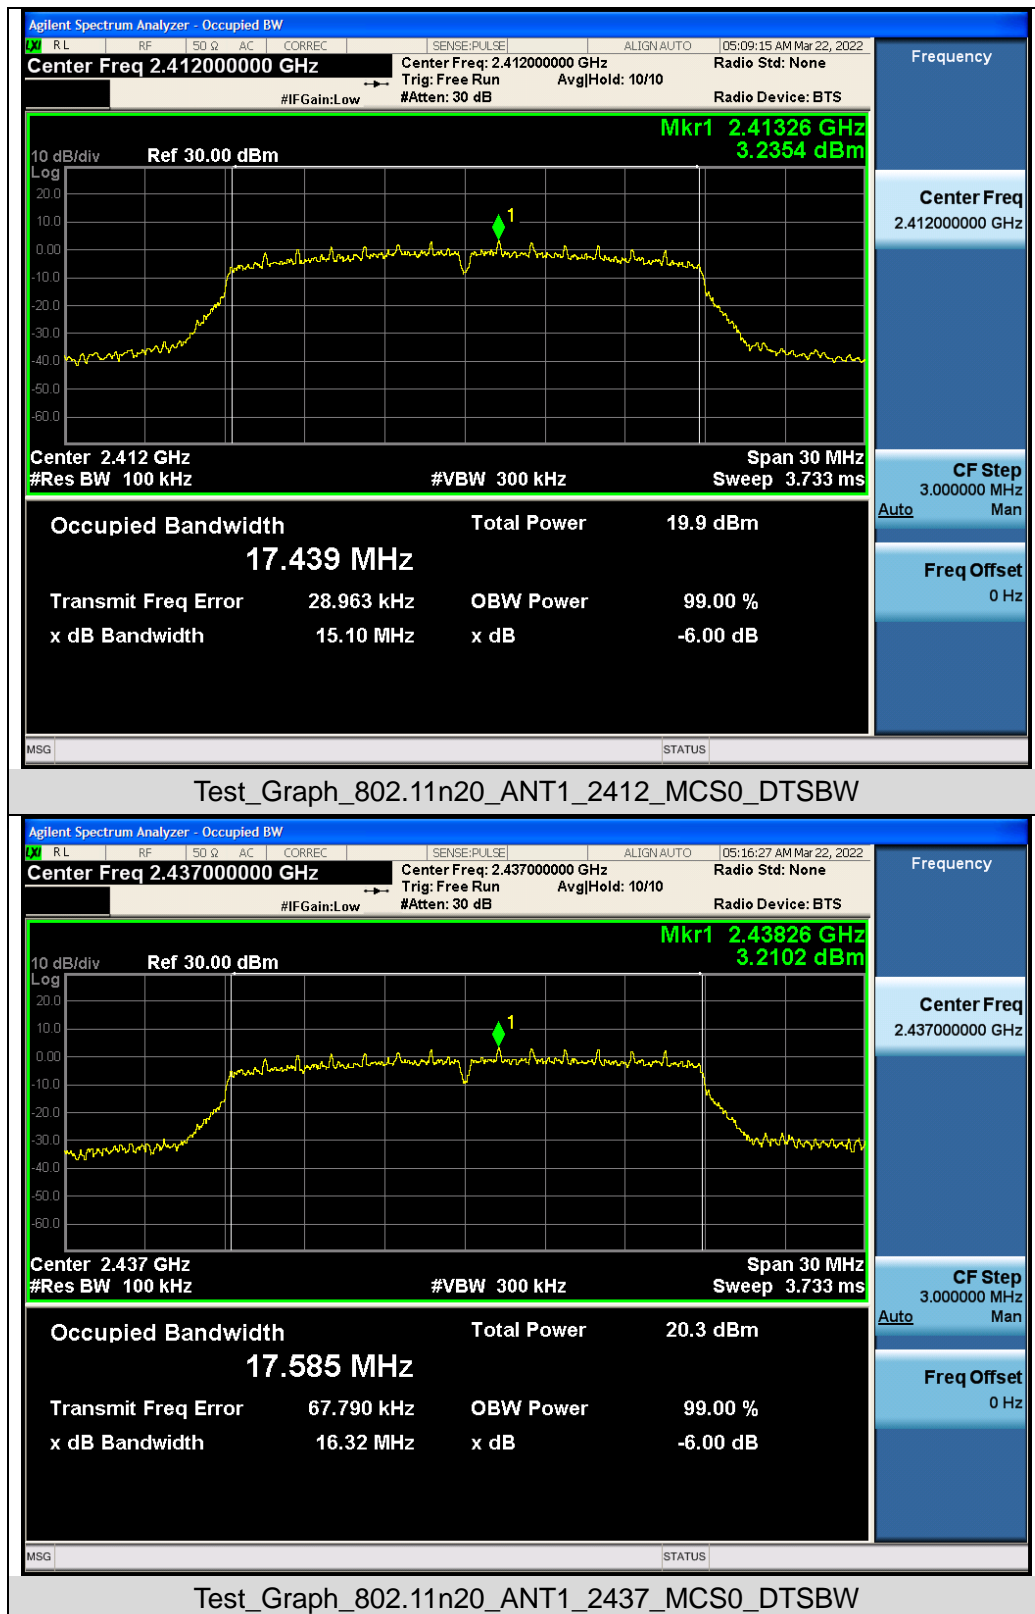 Agilent Spectrum Analyzer - Occupied BW
LXI RL RF 50 Ω AC CORREC SENSE:PULSE ALIGN AUTO 05:09:15 AM Mar 22, 2022
Center Freq 2.412000000 GHz
Center Freq: 2.412000000 GHz
Radio Std: None
Trig: Free Run Avg|Hold: 10/10
#IFGain:Low #Atten: 30 dB Radio Device: BTS
Frequency
Mkr1 2.41326 GHz
3.2354 dBm
10 dB/div Ref 30.00 dBm
Log
20.0
10.0
0.00
-10.0
-20.0
-30.0
-40.0
-50.0
-60.0
1
Center 2.412 GHz Span 30 MHz
#Res BW 100 kHz #VBW 300 kHz Sweep 3.733 ms
Center Freq
2.412000000 GHz
CF Step
3.000000 MHz
Auto Man
Freq Offset
0 Hz
Occupied Bandwidth Total Power 19.9 dBm
17.439 MHz
Transmit Freq Error 28.963 kHz OBW Power 99.00 %
x dB Bandwidth 15.10 MHz x dB -6.00 dB
MSG STATUS
Test_Graph_802.11n20_ANT1_2412_MCS0_DTSBW
Agilent Spectrum Analyzer - Occupied BW
LXI RL RF 50 Ω AC CORREC SENSE:PULSE ALIGN AUTO 05:16:27 AM Mar 22, 2022
Center Freq 2.437000000 GHz
Center Freq: 2.437000000 GHz
Radio Std: None
Trig: Free Run Avg|Hold: 10/10
#IFGain:Low #Atten: 30 dB Radio Device: BTS
Frequency
Mkr1 2.43826 GHz
3.2102 dBm
10 dB/div Ref 30.00 dBm
Log
20.0
10.0
0.00
-10.0
-20.0
-30.0
-40.0
-50.0
-60.0
1
Center 2.437 GHz Span 30 MHz
#Res BW 100 kHz #VBW 300 kHz Sweep 3.733 ms
Center Freq
2.437000000 GHz
CF Step
3.000000 MHz
Auto Man
Freq Offset
0 Hz
Occupied Bandwidth Total Power 20.3 dBm
17.585 MHz
Transmit Freq Error 67.790 kHz OBW Power 99.00 %
x dB Bandwidth 16.32 MHz x dB -6.00 dB
MSG STATUS
Test_Graph_802.11n20_ANT1_2437_MCS0_DTSBW